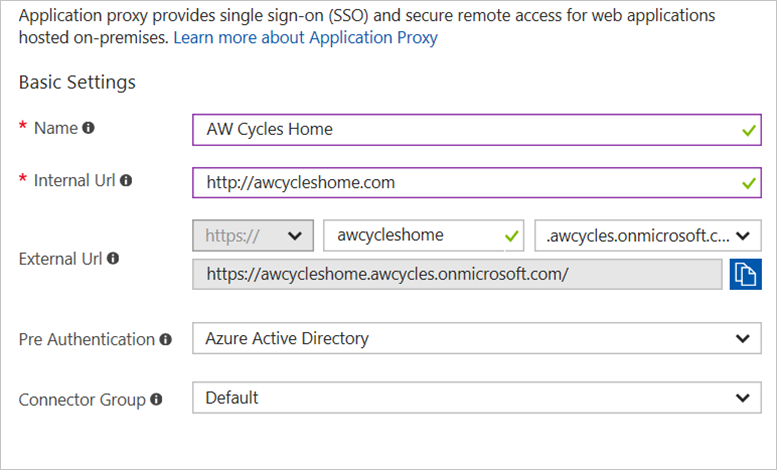 Application proxy provides single sign-on (SSO) and secure remote access for web applications
hosted on-premises. Learn more about Application Proxy
Basic Settings
* Name
AW Cycles Home
* Internal Url
http://awcycleshome.com
External Url
https://
awcycleshome
.awcycles.onmicrosoft.c...
https://awcycleshome.awcycles.onmicrosoft.com/
Pre Authentication
Azure Active Directory
Connector Group
Default